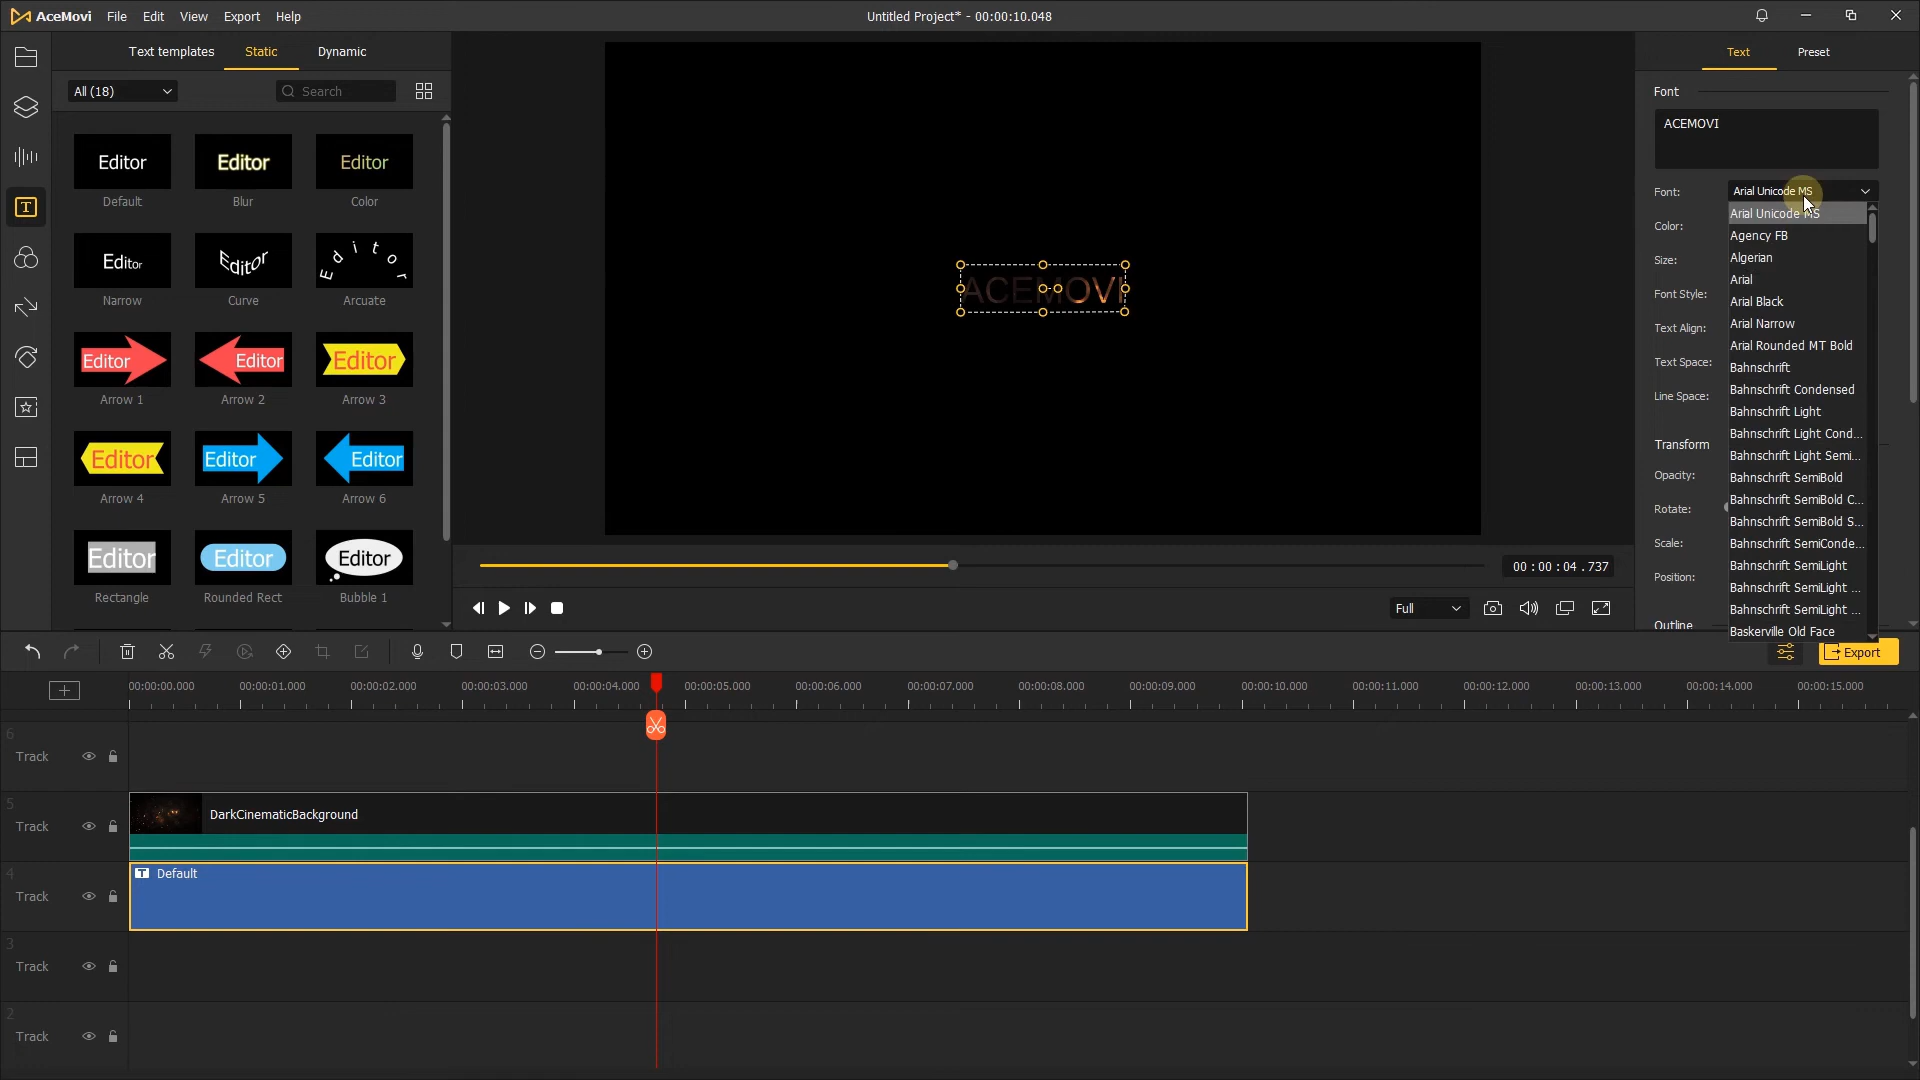 AceMovi File Edit View Export Help
Untitled Project* - 00:00:10.048
Text templates Static Dynamic
All (18) Search
Editor Editor Editor
Default Blur Color
Editor Editor Editor
Narrow Curve Arcuate
Editor Editor Editor
Arrow 1 Arrow 2 Arrow 3
Editor Editor Editor
Arrow 4 Arrow 5 Arrow 6
Editor Editor Editor
Rectangle Rounded Rect Bubble 1
ACEMOVI
00 : 00 : 04 . 737
Full
Text Preset
Font
ACEMOVI
Font: Arial Unicode MS
Color:
Size:
Font Style:
Text Align:
Text Space:
Line Space:
Transform
Opacity:
Rotate:
Scale:
Position:
Outline
Arial Unicode MS
Agency FB
Algerian
Arial
Arial Black
Arial Narrow
Arial Rounded MT Bold
Bahnschrift
Bahnschrift Condensed
Bahnschrift Light
Bahnschrift Light Cond...
Bahnschrift Light Semi...
Bahnschrift SemiBold
Bahnschrift SemiBold C...
Bahnschrift SemiBold S...
Bahnschrift SemiConde...
Bahnschrift SemiLight
Bahnschrift SemiLight ...
Bahnschrift SemiLight ...
Baskerville Old Face
Export
00:00:00.000 00:00:01.000 00:00:02.000 00:00:03.000 00:00:04.000 00:00:05.000 00:00:06.000 00:00:07.000 00:00:08.000 00:00:09.000 00:00:10.000 00:00:11.000 00:00:12.000 00:00:13.000 00:00:14.000 00:00:15.000
6
Track
5
Track
DarkCinematicBackground
4
Track
T Default
3
Track
2
Track